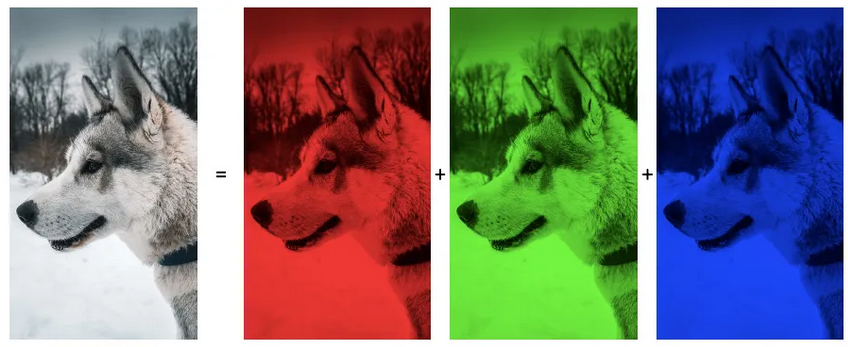 = + +